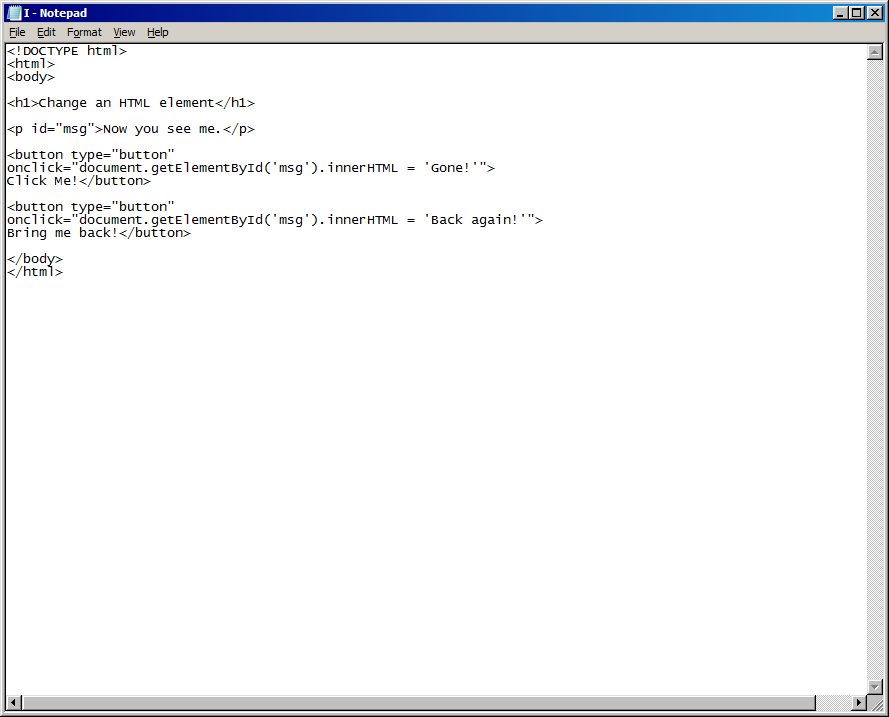 I - Notepad
File Edit Format View Help
<!DOCTYPE html>
<html>
<body>
<h1>Change an HTML element</h1>
<p id="msg">Now you see me.</p>
<button type="button"
onclick="document.getElementById('msg').innerHTML = 'Gone!'">
Click Me!</button>
<button type="button"
onclick="document.getElementById('msg').innerHTML = 'Back again!'">
Bring me back!</button>
</body>
</html>